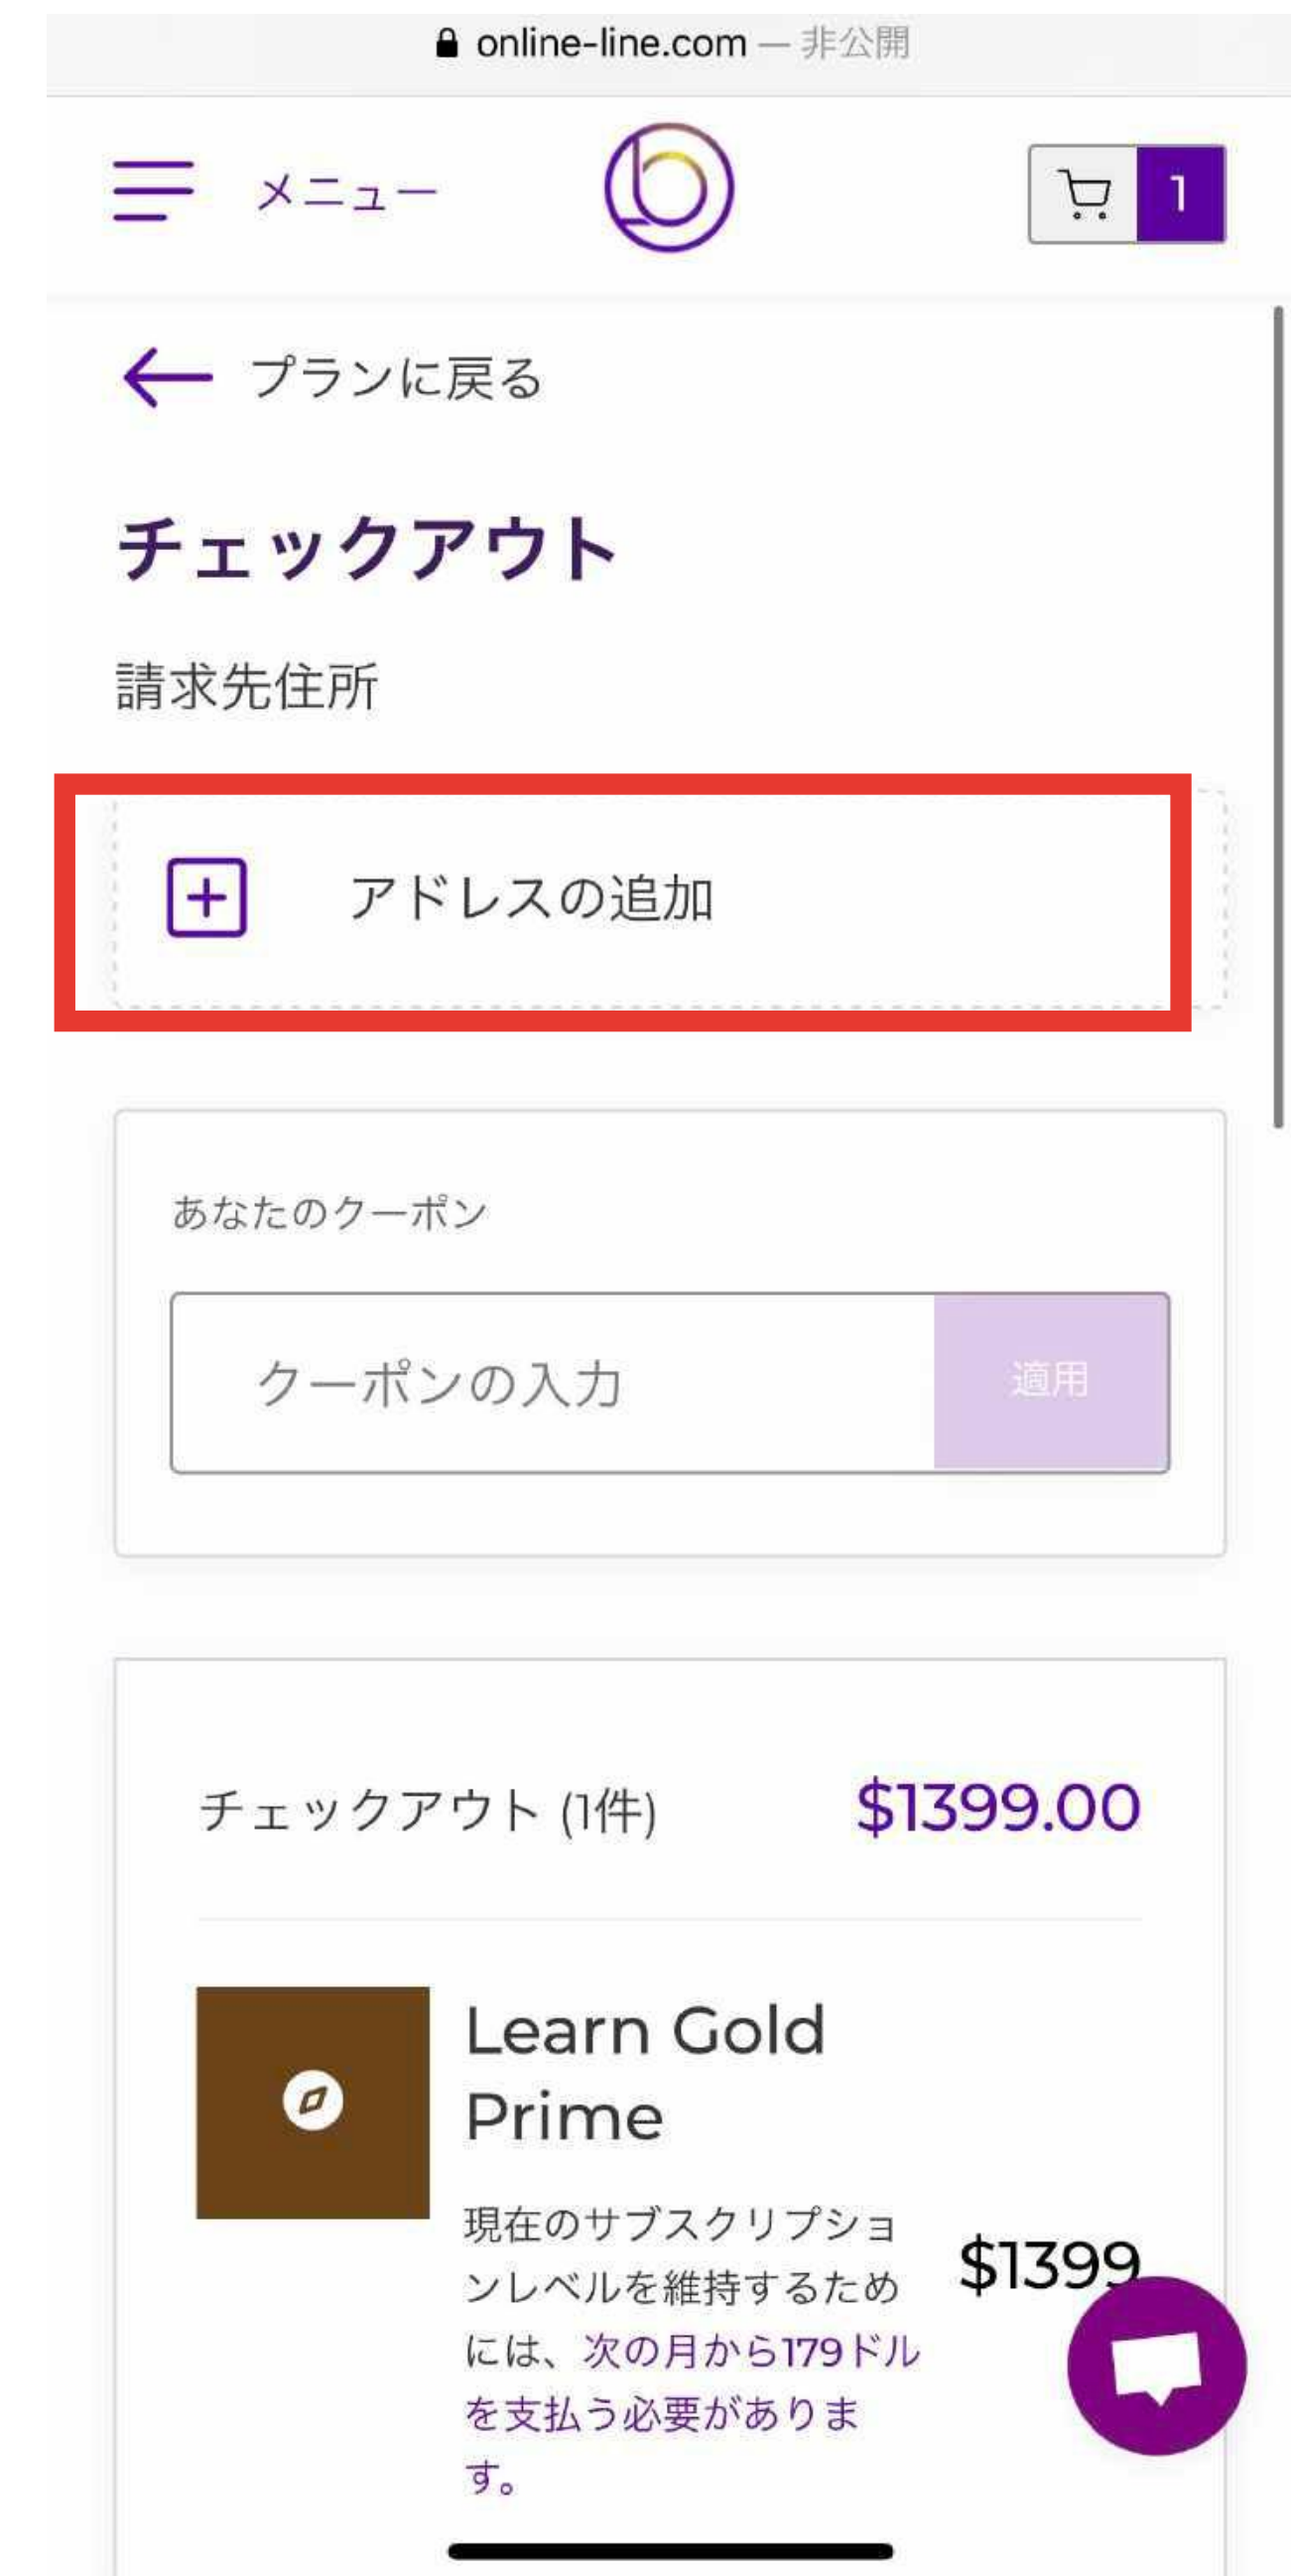 online-line.com — 非公開
メニュー
1
プランに戻る
チェックアウト
請求先住所
アドレスの追加
あなたのクーポン
クーポンの入力
適用
チェックアウト (1件)
$1399.00
Learn Gold
Prime
現在のサブスクリプショ
ンレベルを維持するため
には、次の月から179ドル
を支払う必要がありま
す。
$1399